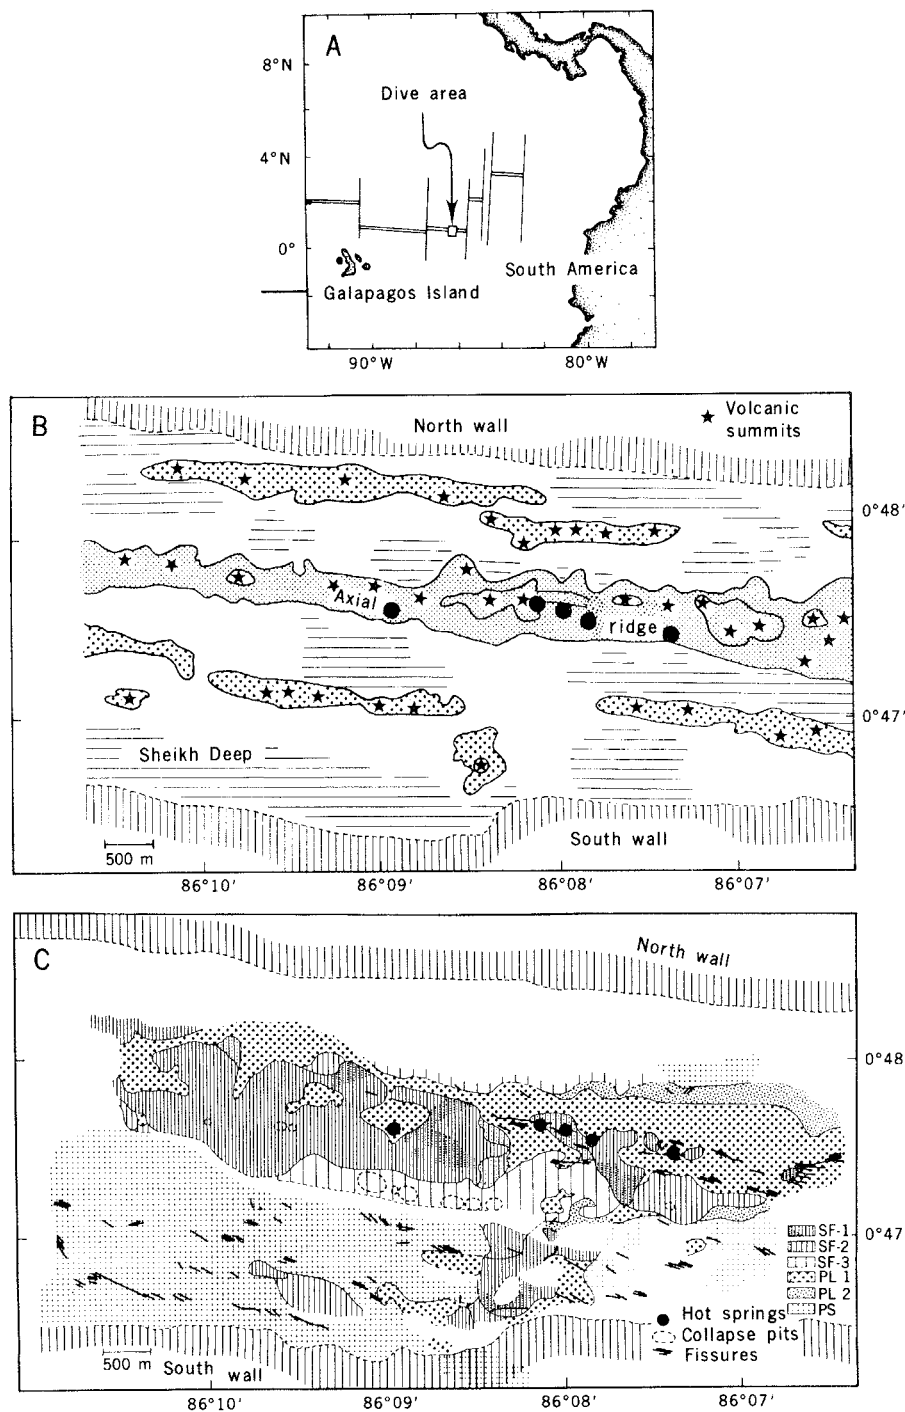 A
8°N
Dive area
4°N
0°
South America
Galapagos Island
90°W
80°W
B
North wall
Volcanic
summits
0°48'
Axial
ridge
0°47'
Sheikh Deep
South wall
500 m
86°10'
86°09'
86°08'
86°07'
C
North wall
0°48'
0°47'
SF-1
SF-2
SF-3
PL 1
PL 2
PS
Hot springs
Collapse pits
Fissures
500 m
South wall
86°10'
86°09'
86°08'
86°07'